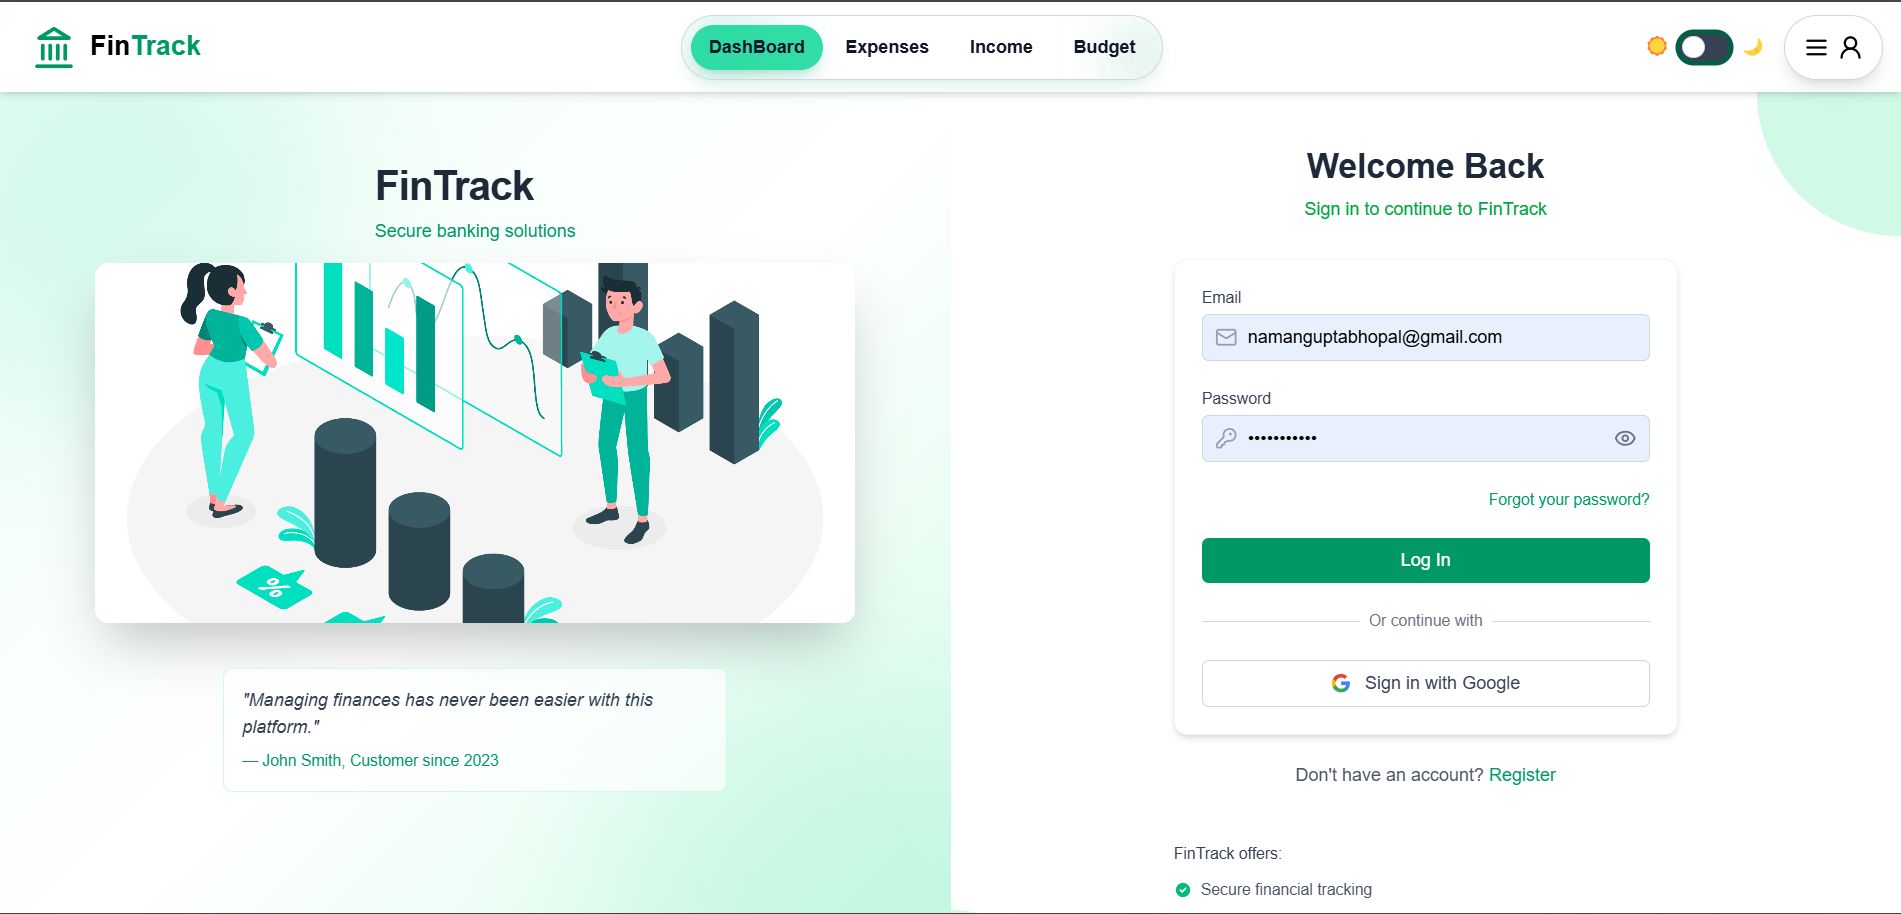 FinTrack
DashBoard
Expenses
Income
Budget
FinTrack
Secure banking solutions
%
"Managing finances has never been easier with this
platform."
— John Smith, Customer since 2023
Welcome Back
Sign in to continue to FinTrack
Email
namanguptabhopal@gmail.com
Password
•••••••••••
Forgot your password?
Log In
Or continue with
Sign in with Google
Don't have an account? Register
FinTrack offers:
Secure financial tracking